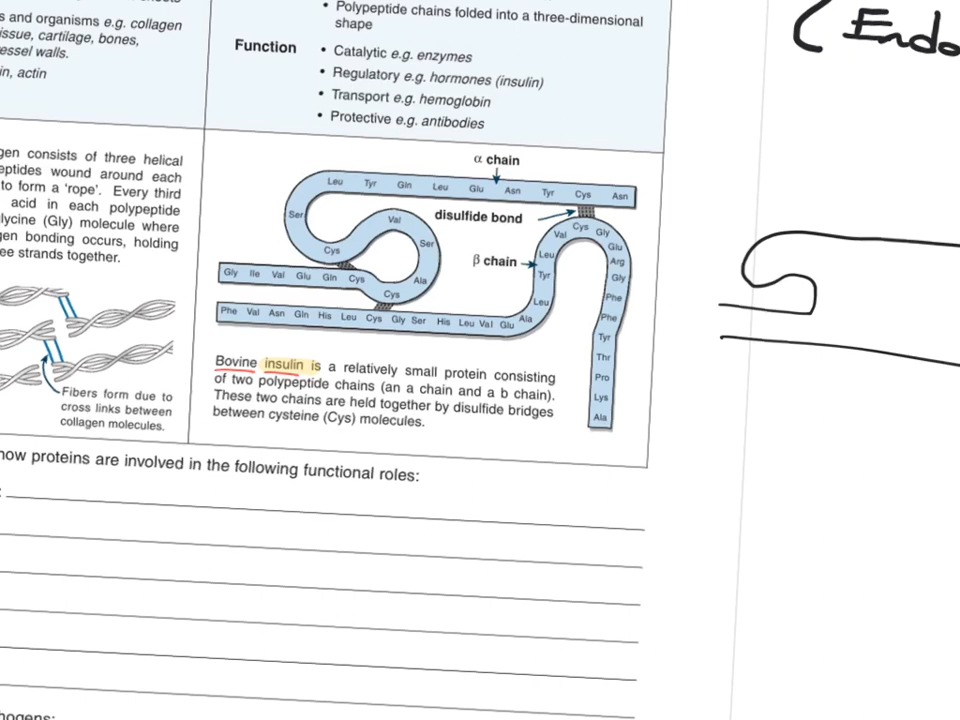 s and organisms e.g. collagen
issue, cartilage, bones,
essel walls.
in, actin
• Polypeptide chains folded into a three-dimensional
shape
Function
• Catalytic e.g. enzymes
• Regulatory e.g. hormones (insulin)
• Transport e.g. hemoglobin
• Protective e.g. antibodies
(Endo
gen consists of three helical
eptides wound around each
to form a 'rope'. Every third
acid in each polypeptide
lycine (Gly) molecule where
gen bonding occurs, holding
ee strands together.
Fibers form due to
cross links between
collagen molecules.
α chain
Leu Tyr Gln Leu Glu Asn Tyr Cys Asn
Ser
disulfide bond
Cys
Val
Ser
Ala
Cys
Gly Ile Val Glu Gln Cys
β chain
Phe Val Asn Gln His Leu Cys Gly Ser His Leu Val Glu Ala
Leu
Tyr
Leu
Val
Cys
Gly
Glu
Arg
Gly
Phe
Phe
Tyr
Thr
Pro
Lys
Ala
Bovine insulin is a relatively small protein consisting
of two polypeptide chains (an a chain and a b chain).
These two chains are held together by disulfide bridges
between cysteine (Cys) molecules.
how proteins are involved in the following functional roles:
:
hogens: